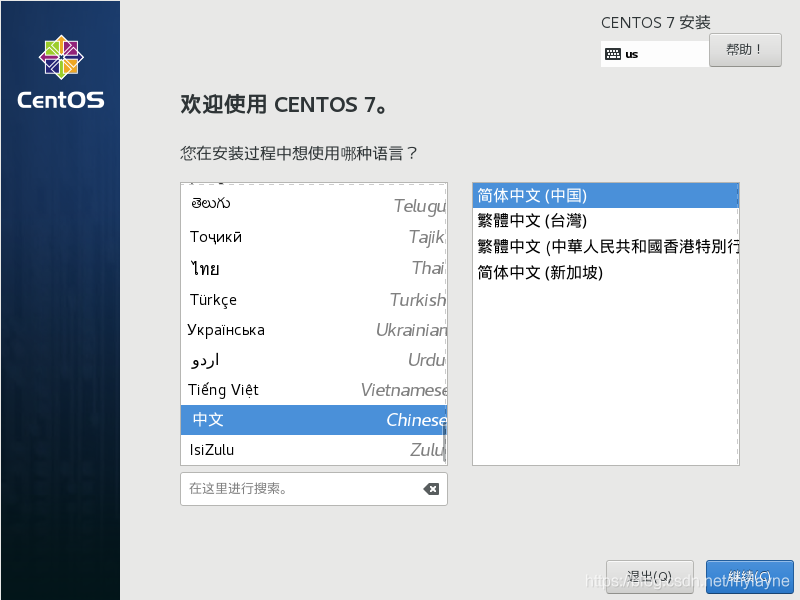 CENTOS 7 安装
us
帮助！
CentOS
欢迎使用 CENTOS 7。
您在安装过程中想使用哪种语言？
తెలుగు Telugu
Тоҷикӣ Tajik
ไทย Thai
Türkçe Turkish
Українська Ukrainian
اردو Urdu
Tiếng Việt Vietnamese
中文 Chinese
IsiZulu Zulu
简体中文 (中国)
繁體中文 (台灣)
繁體中文 (中華人民共和國香港特別行
简体中文 (新加坡)
在这里进行搜索。
退出(Q)
继续(C)
https://blog.csdn.net/mylayne